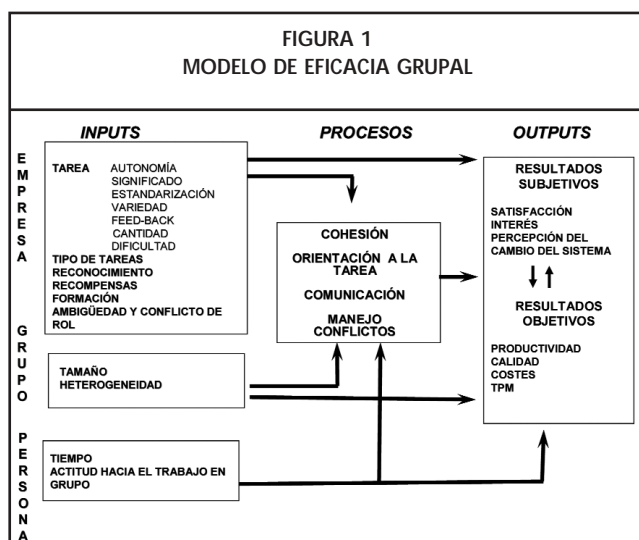 FIGURA 1
MODELO DE EFICACIA GRUPAL
INPUTS
PROCESOS
OUTPUTS
EMPRESA
TAREA AUTONOMÍA
SIGNIFICADO
ESTANDARIZACIÓN
VARIEDAD
FEED-BACK
CANTIDAD
DIFICULTAD
TIPO DE TAREAS
RECONOCIMIENTO
RECOMPENSAS
FORMACIÓN
AMBIGÜEDAD Y CONFLICTO DE
ROL
GRUPO
TAMAÑO
HETEROGENEIDAD
PERSONA
TIEMPO
ACTITUD HACIA EL TRABAJO EN
GRUPO
COHESIÓN
ORIENTACIÓN A LA
TAREA
COMUNICACIÓN
MANEJO
CONFLICTOS
RESULTADOS
SUBJETIVOS
SATISFACCIÓN
INTERÉS
PERCEPCIÓN DEL
CAMBIO DEL SISTEMA
RESULTADOS
OBJETIVOS
PRODUCTIVIDAD
CALIDAD
COSTES
TPM